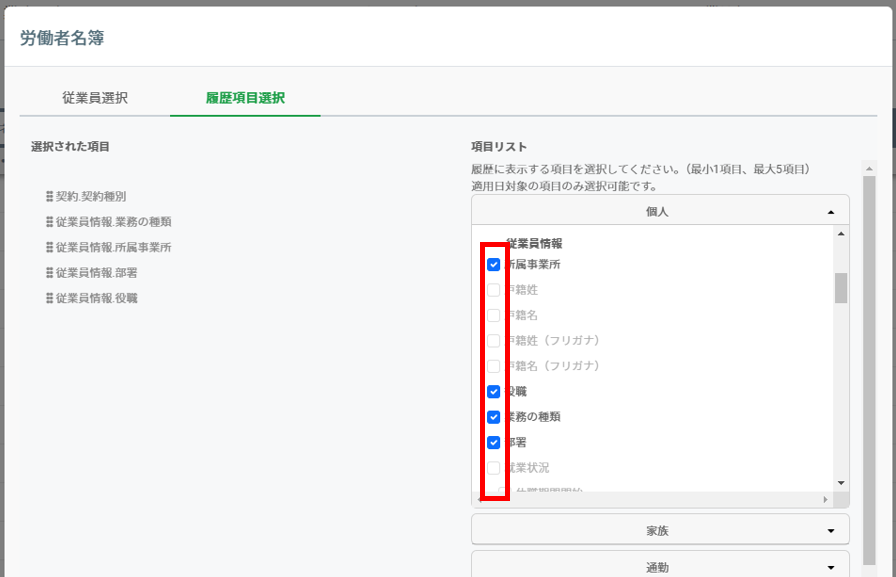 労働者名簿
従業員選択
履歴項目選択
選択された項目
契約.契約種別
従業員情報.業務の種類
従業員情報.所属事業所
従業員情報.部署
従業員情報.役職
項目リスト
履歴に表示する項目を選択してください。（最小1項目、最大5項目）
適用日対象の項目のみ選択可能です。
個人
従業員情報
所属事業所
戸籍姓
戸籍名
戸籍姓（フリガナ）
戸籍名（フリガナ）
役職
業務の種類
部署
就業状況
家族
通勤